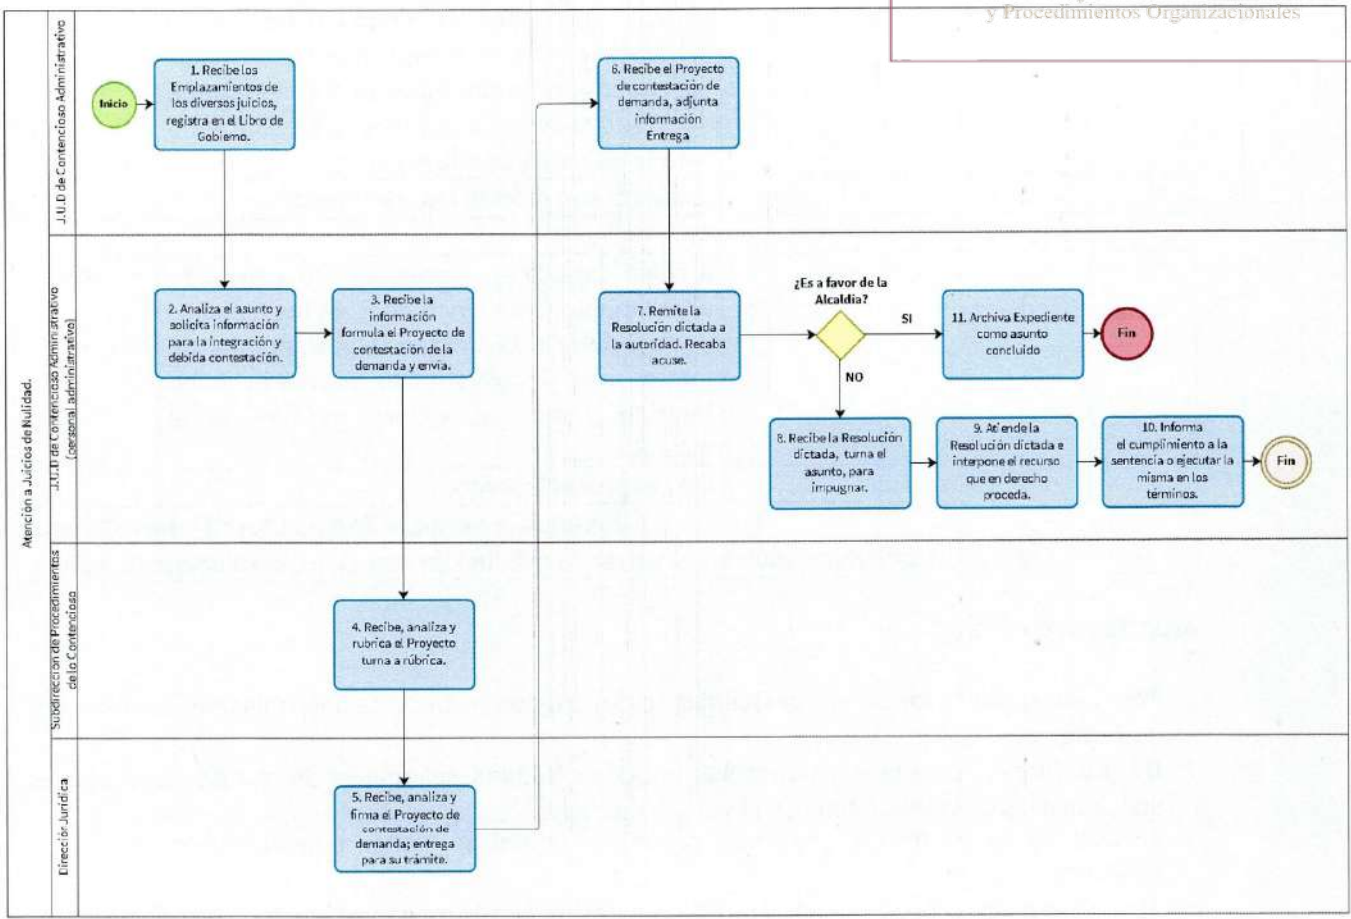 y Procedimientos Organizacionales
Atención a Juicios de Nulidad.
J.U.D de Contencioso Administrativo
Inicio
1. Recibe los
Emplazamientos de
los diversos juicios,
registra en el Libro de
Gobierno.
6. Recibe el Proyecto
de contestación de
demanda, adjunta
información
Entrega
J.U.D de Contencioso Administrativo
(personal administrativo)
2. Analiza el asunto y
solicita información
para la integración y
debida contestación.
3. Recibe la
información
formula el Proyecto de
contestación de la
demanda y envía.
7. Remite la
Resolución dictada a
la autoridad. Recaba
acuse.
¿Es a favor de la
Alcaldía?
SI
NO
11. Archiva Expediente
como asunto
concluido
Fin
8. Recibe la Resolución
dictada, turna el
asunto, para
impugnar.
9. Atiende la
Resolución dictada e
interpone el recurso
que en derecho
proceda.
10. Informa
el cumplimiento a la
sentencia o ejecutar la
misma en los
términos.
Fin
Subdirección de Procedimientos
de lo Contencioso
4. Recibe, analiza y
rubrica el Proyecto
turna a rúbrica.
Dirección Jurídica
5. Recibe, analiza y
firma el Proyecto de
contestación de
demanda; entrega
para su trámite.